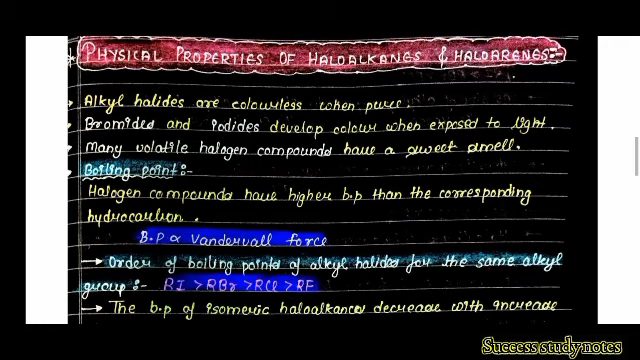 * PHYSICAL PROPERTIES OF HALOALKANES & HALOARENES:-
• Alkyl halides are colourless when pure.
• Bromides and iodides develop colour when exposed to light.
• Many volatile halogen compounds have a sweet smell.
• Boiling point:-
Halogen compounds have higher b.p than the corresponding
hydrocarbon.
B.P ∝ Vandervall force
→ Order of boiling points of alkyl halides for the same alkyl
group:- RI > RBr > RCl > RF
→ The b.p of isomeric haloalkanes decrease with increase
Success study notes